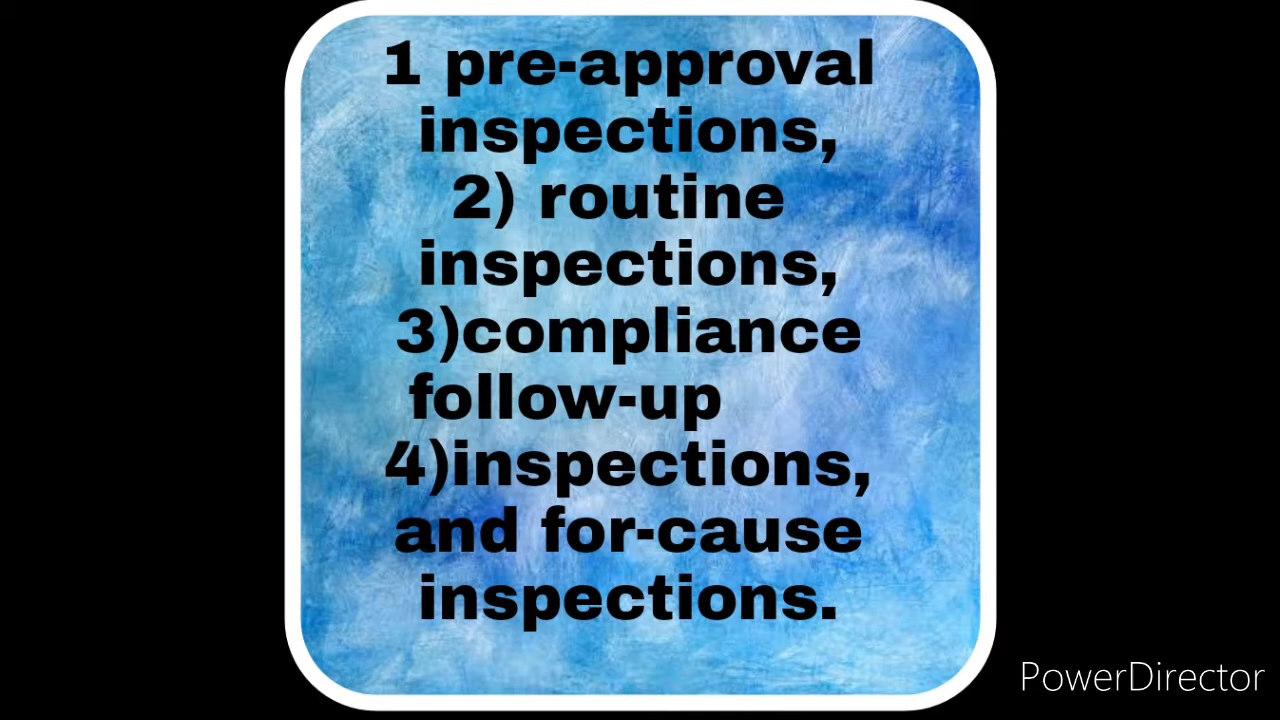 1 pre-approval
inspections,
2) routine
inspections,
3)compliance
follow-up
4)inspections,
and for-cause
inspections.
PowerDirector